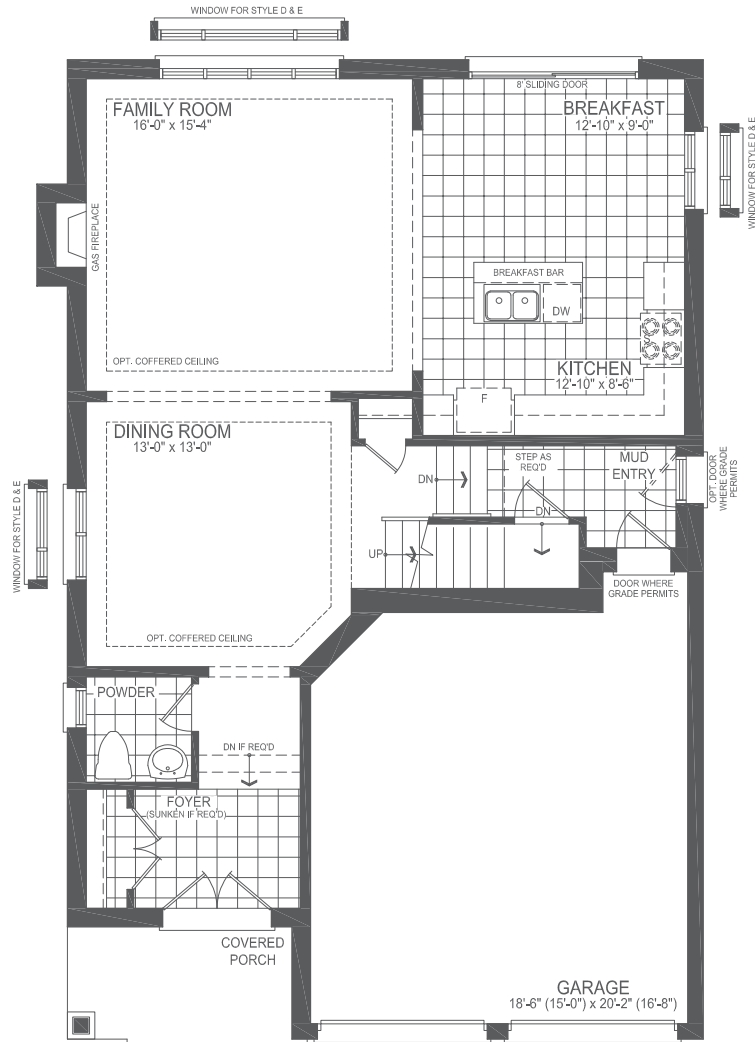 WINDOW FOR STYLE D & E
8' SLIDING DOOR
FAMILY ROOM
16'-0" x 15'-4"
BREAKFAST
12'-10" x 9'-0"
WINDOW FOR STYLE D & E
GAS FIREPLACE
BREAKFAST BAR
DW
OPT. COFFERED CEILING
KITCHEN
12'-10" x 8'-6"
F
DINING ROOM
13'-0" x 13'-0"
STEP AS
REQ'D
MUD
ENTRY
OPT. DOOR
WHERE GRADE
PERMITS
DN
DN
WINDOW FOR STYLE D & E
UP
DOOR WHERE
GRADE PERMITS
OPT. COFFERED CEILING
POWDER
DN IF REQ'D
FOYER
(SUNKEN IF REQ'D)
COVERED
PORCH
GARAGE
18'-6" (15'-0") x 20'-2" (16'-8")